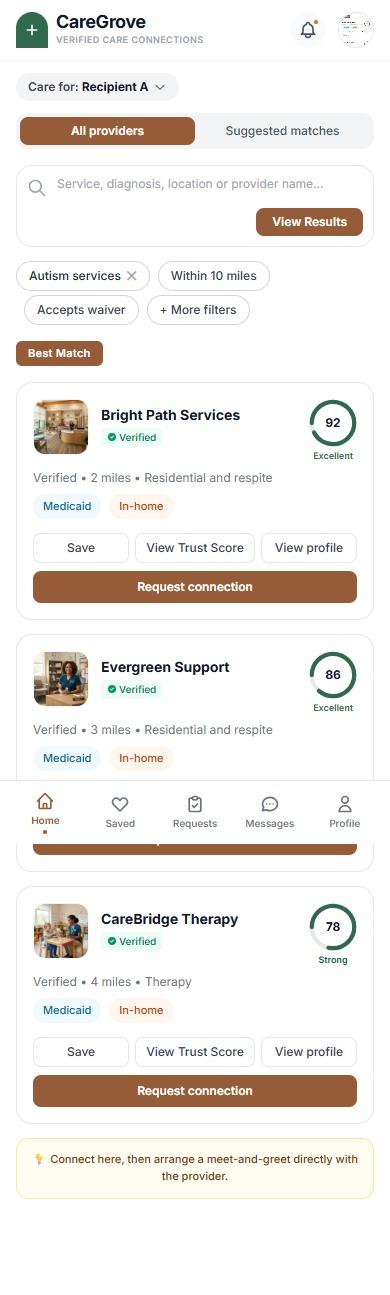 CareGrove
VERIFIED CARE CONNECTIONS
Care for: Recipient A
All providers
Suggested matches
Service, diagnosis, location or provider name...
View Results
Autism services
Within 10 miles
Accepts waiver
+ More filters
Best Match
Bright Path Services
Verified
92
Excellent
Verified • 2 miles • Residential and respite
Medicaid
In-home
Save
View Trust Score
View profile
Request connection
Evergreen Support
Verified
86
Excellent
Verified • 3 miles • Residential and respite
Medicaid
In-home
Home
Saved
Requests
Messages
Profile
CareBridge Therapy
Verified
78
Strong
Verified • 4 miles • Therapy
Medicaid
In-home
Save
View Trust Score
View profile
Request connection
💡 Connect here, then arrange a meet-and-greet directly with
the provider.